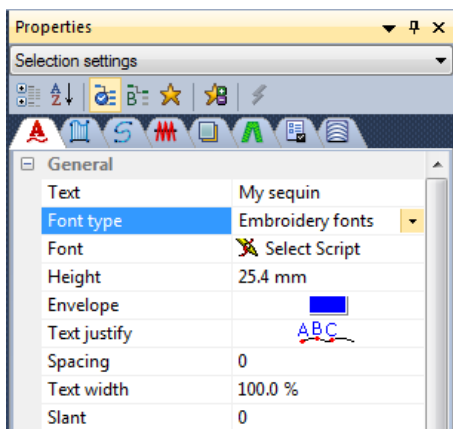 Properties
Selection settings
General
Text My sequin
Font type Embroidery fonts
Font Select Script
Height 25.4 mm
Envelope
Text justify ABC
Spacing 0
Text width 100.0 %
Slant 0